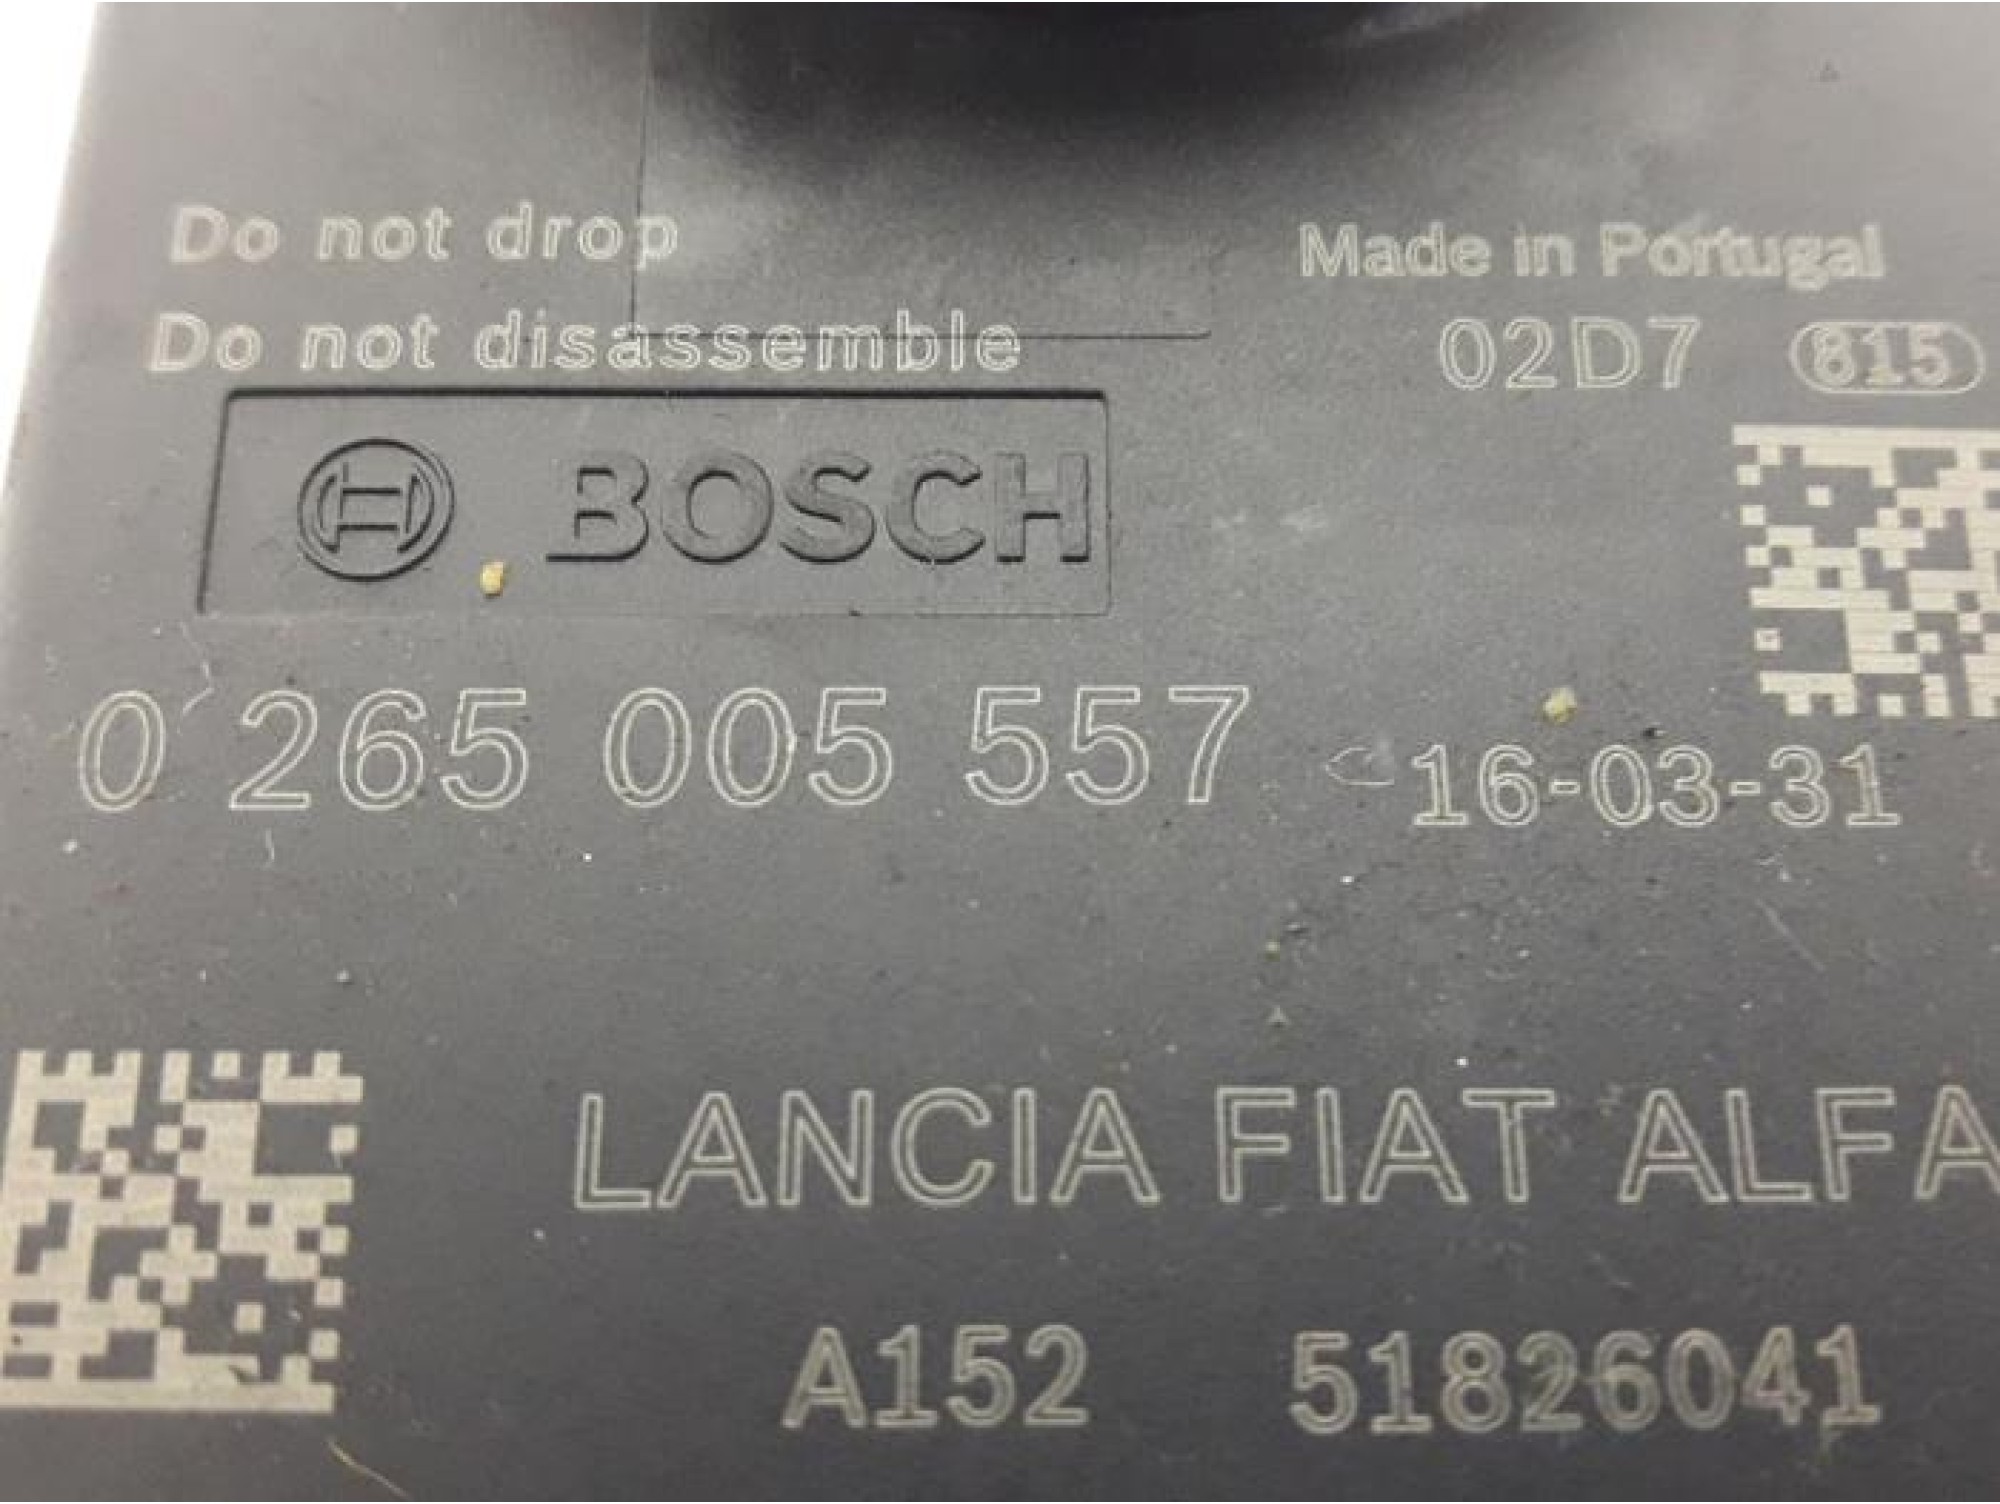 Do not drop
Do not disassemble
Made in Portugal
02D7 815
BOSCH
0 265 005 557
16-03-31
LANCIA FIAT ALFA
A152 51826041